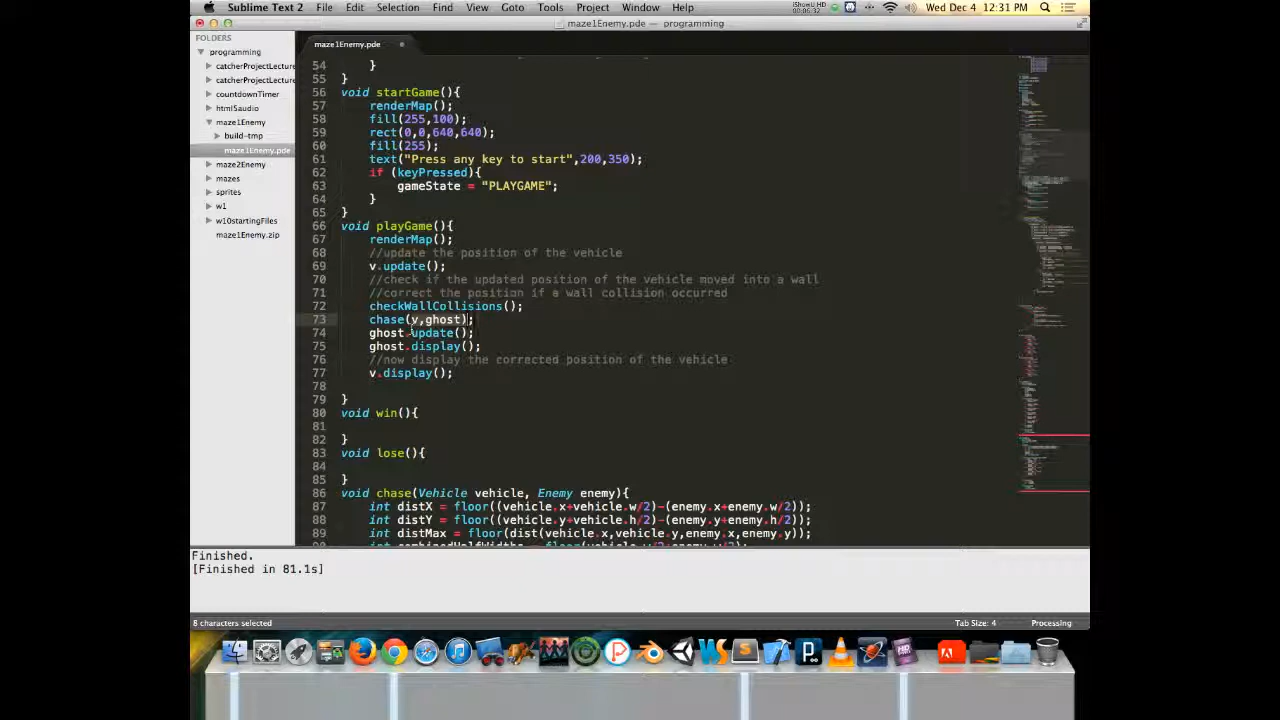 Sublime Text 2 File Edit Selection Find View Goto Tools Project Window Help iShowU HD 00:06:32 Wed Dec 4 12:31 PM
maze1Enemy.pde — programming
FOLDERS
programming
catcherProjectLecture
catcherProjectLecture
countdownTimer
html5audio
maze1Enemy
build-tmp
maze1Enemy.pde
maze2Enemy
mazes
sprites
w1
w10startingFiles
maze1Enemy.zip
maze1Enemy.pde
54 }
55 }
56 void startGame(){
57 renderMap();
58 fill(255,100);
59 rect(0,0,640,640);
60 fill(255);
61 text("Press any key to start",200,350);
62 if (keyPressed){
63 gameState = "PLAYGAME";
64 }
65 }
66 void playGame(){
67 renderMap();
68 //update the position of the vehicle
69 v.update();
70 //check if the updated position of the vehicle moved into a wall
71 //correct the position if a wall collision occurred
72 checkWallCollisions();
73 chase(v,ghost);
74 ghost.update();
75 ghost.display();
76 //now display the corrected position of the vehicle
77 v.display();
78
79 }
80 void win(){
81
82 }
83 void lose(){
84
85 }
86 void chase(Vehicle vehicle, Enemy enemy){
87 int distX = floor((vehicle.x+vehicle.w/2)-(enemy.x+enemy.w/2));
88 int distY = floor((vehicle.y+vehicle.h/2)-(enemy.y+enemy.h/2));
89 int distMax = floor(dist(vehicle.x,vehicle.y,enemy.x,enemy.y));
Finished.
[Finished in 81.1s]
8 characters selected Tab Size: 4 Processing